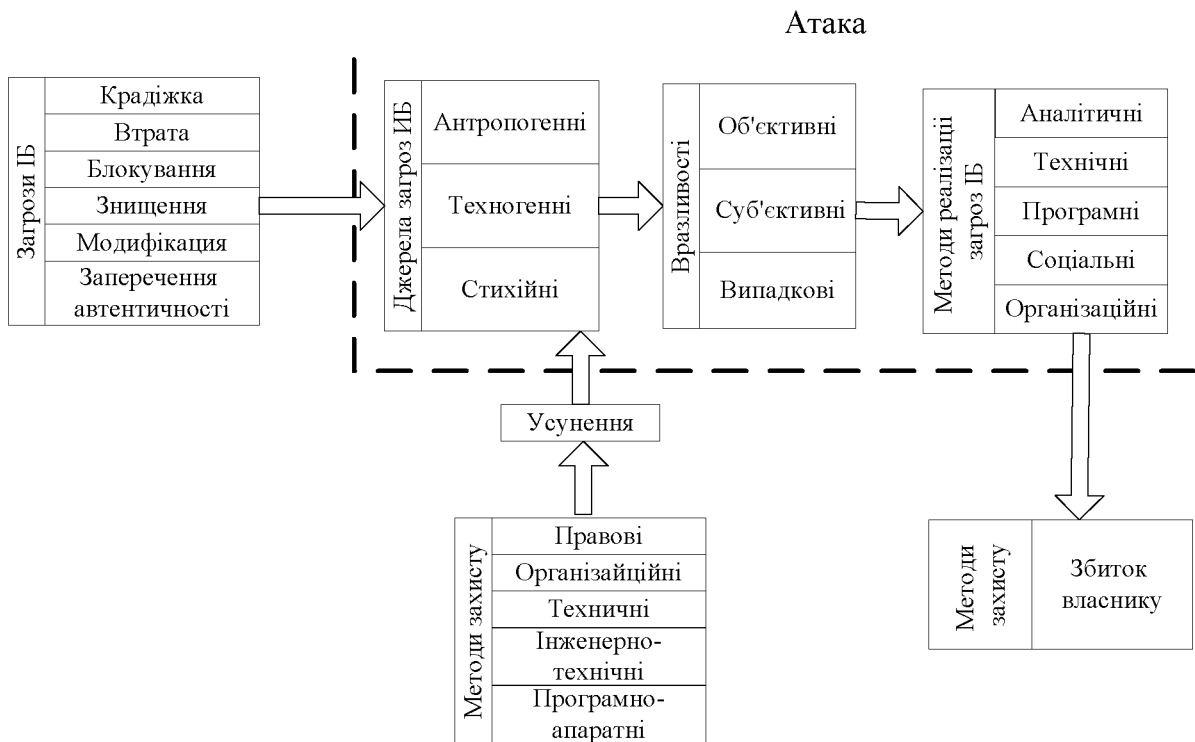 Атака
Загрози ІБ
Крадіжка
Втрата
Блокування
Знищення
Модифікация
Заперечення
автентичності
Джерела загроз ИБ
Антропогенні
Техногенні
Стихійні
Вразливості
Об'єктивні
Суб'єктивні
Випадкові
Методи реалізації
загроз ІБ
Аналітичні
Технічні
Програмні
Соціальні
Організаційні
Усунення
Методи захисту
Правові
Організайційні
Техничні
Інженерно-
технічні
Програмно-
апаратні
Методи
захисту
Збиток
власнику